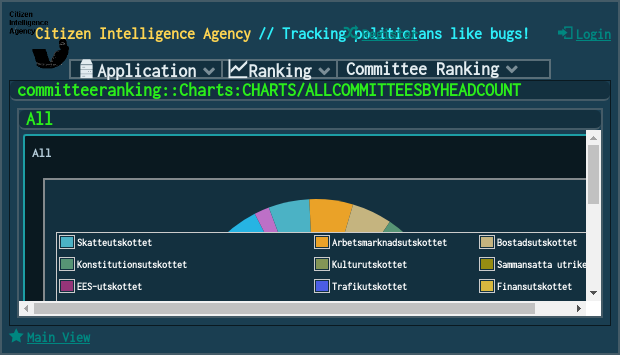 Citizen
Intelligence
Agency
Citizen Intelligence Agency // Tracking politicians like bugs!
Login
Application
Ranking
Committee Ranking
committeeranking::Charts:CHARTS/ALLCOMMITTEESBYHEADCOUNT
All
All
Skatteutskottet
Arbetsmarknadsutskottet
Bostadsutskottet
Konstitutionsutskottet
Kulturutskottet
Sammansatta utrike
EES-utskottet
Trafikutskottet
Finansutskottet
Main View